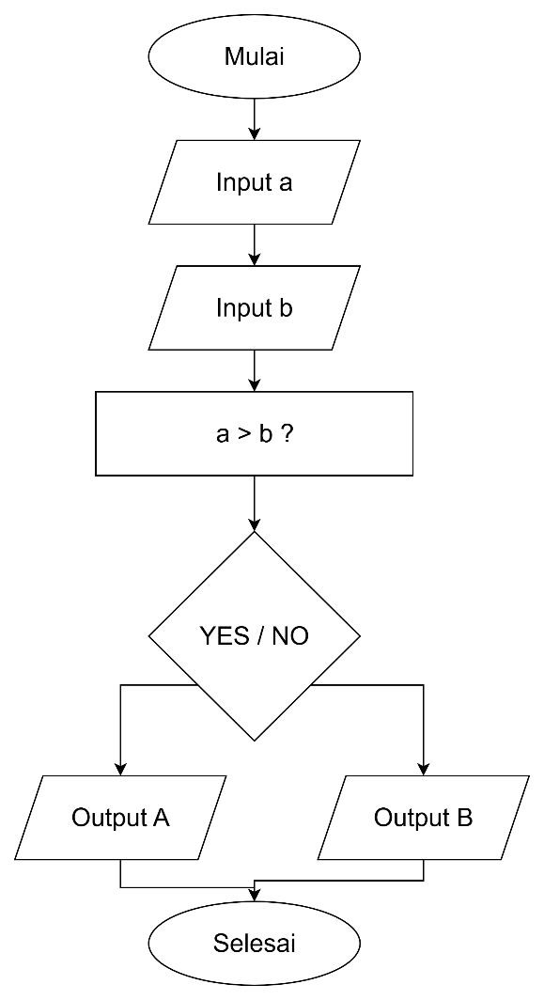 Mulai
Input a
Input b
a > b ?
YES / NO
Output A
Output B
Selesai